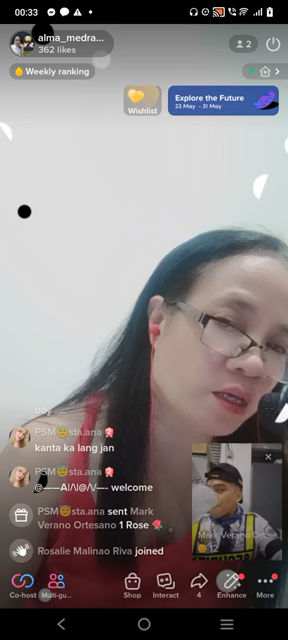 00:33
alma_medra...
362 likes
2
Weekly ranking
Wishlist
Explore the Future
23 May - 31 May
PSM😇sta.ana
kanta ka lang jan
PSM😇sta.ana
welcome
PSM😇sta.ana sent Mark
Verano Ortesano 1 Rose
Rosalie Malinao Riva joined
Mark Verano Ort...
12
Co-host
Multi-gu...
Shop
Interact
4
Enhance
More